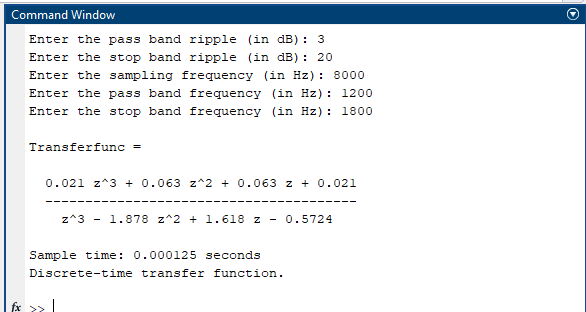 Command Window
Enter the pass band ripple (in dB): 3
Enter the stop band ripple (in dB): 20
Enter the sampling frequency (in Hz): 8000
Enter the pass band frequency (in Hz): 1200
Enter the stop band frequency (in Hz): 1800
Transferfunc =
0.021 z^3 + 0.063 z^2 + 0.063 z + 0.021
---------------------------------------
z^3 - 1.878 z^2 + 1.618 z - 0.5724
Sample time: 0.000125 seconds
Discrete-time transfer function.
fx >>